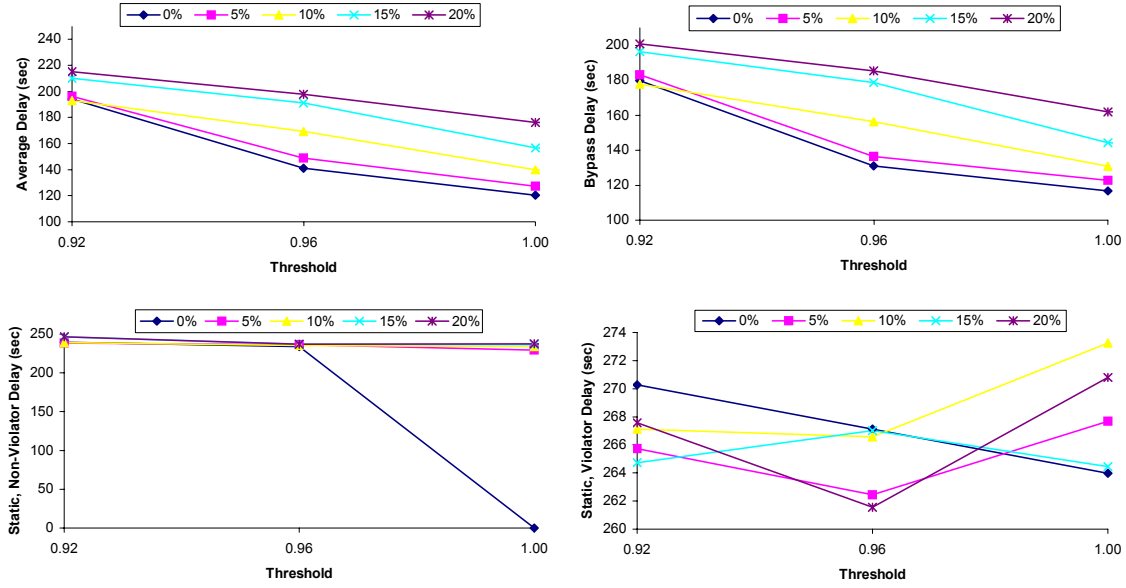 0% 5% 10% 15% 20%
240
220
200
180
160
140
120
100
Average Delay (sec)
0.92 0.96 1.00
Threshold
0% 5% 10% 15% 20%
200
180
160
140
120
100
Bypass Delay (sec)
0.92 0.96 1.00
Threshold
0% 5% 10% 15% 20%
250
200
150
100
50
0
Static, Non-Violator Delay (sec)
0.92 0.96 1.00
Threshold
0% 5% 10% 15% 20%
274
272
270
268
266
264
262
260
Static, Violator Delay (sec)
0.92 0.96 1.00
Threshold